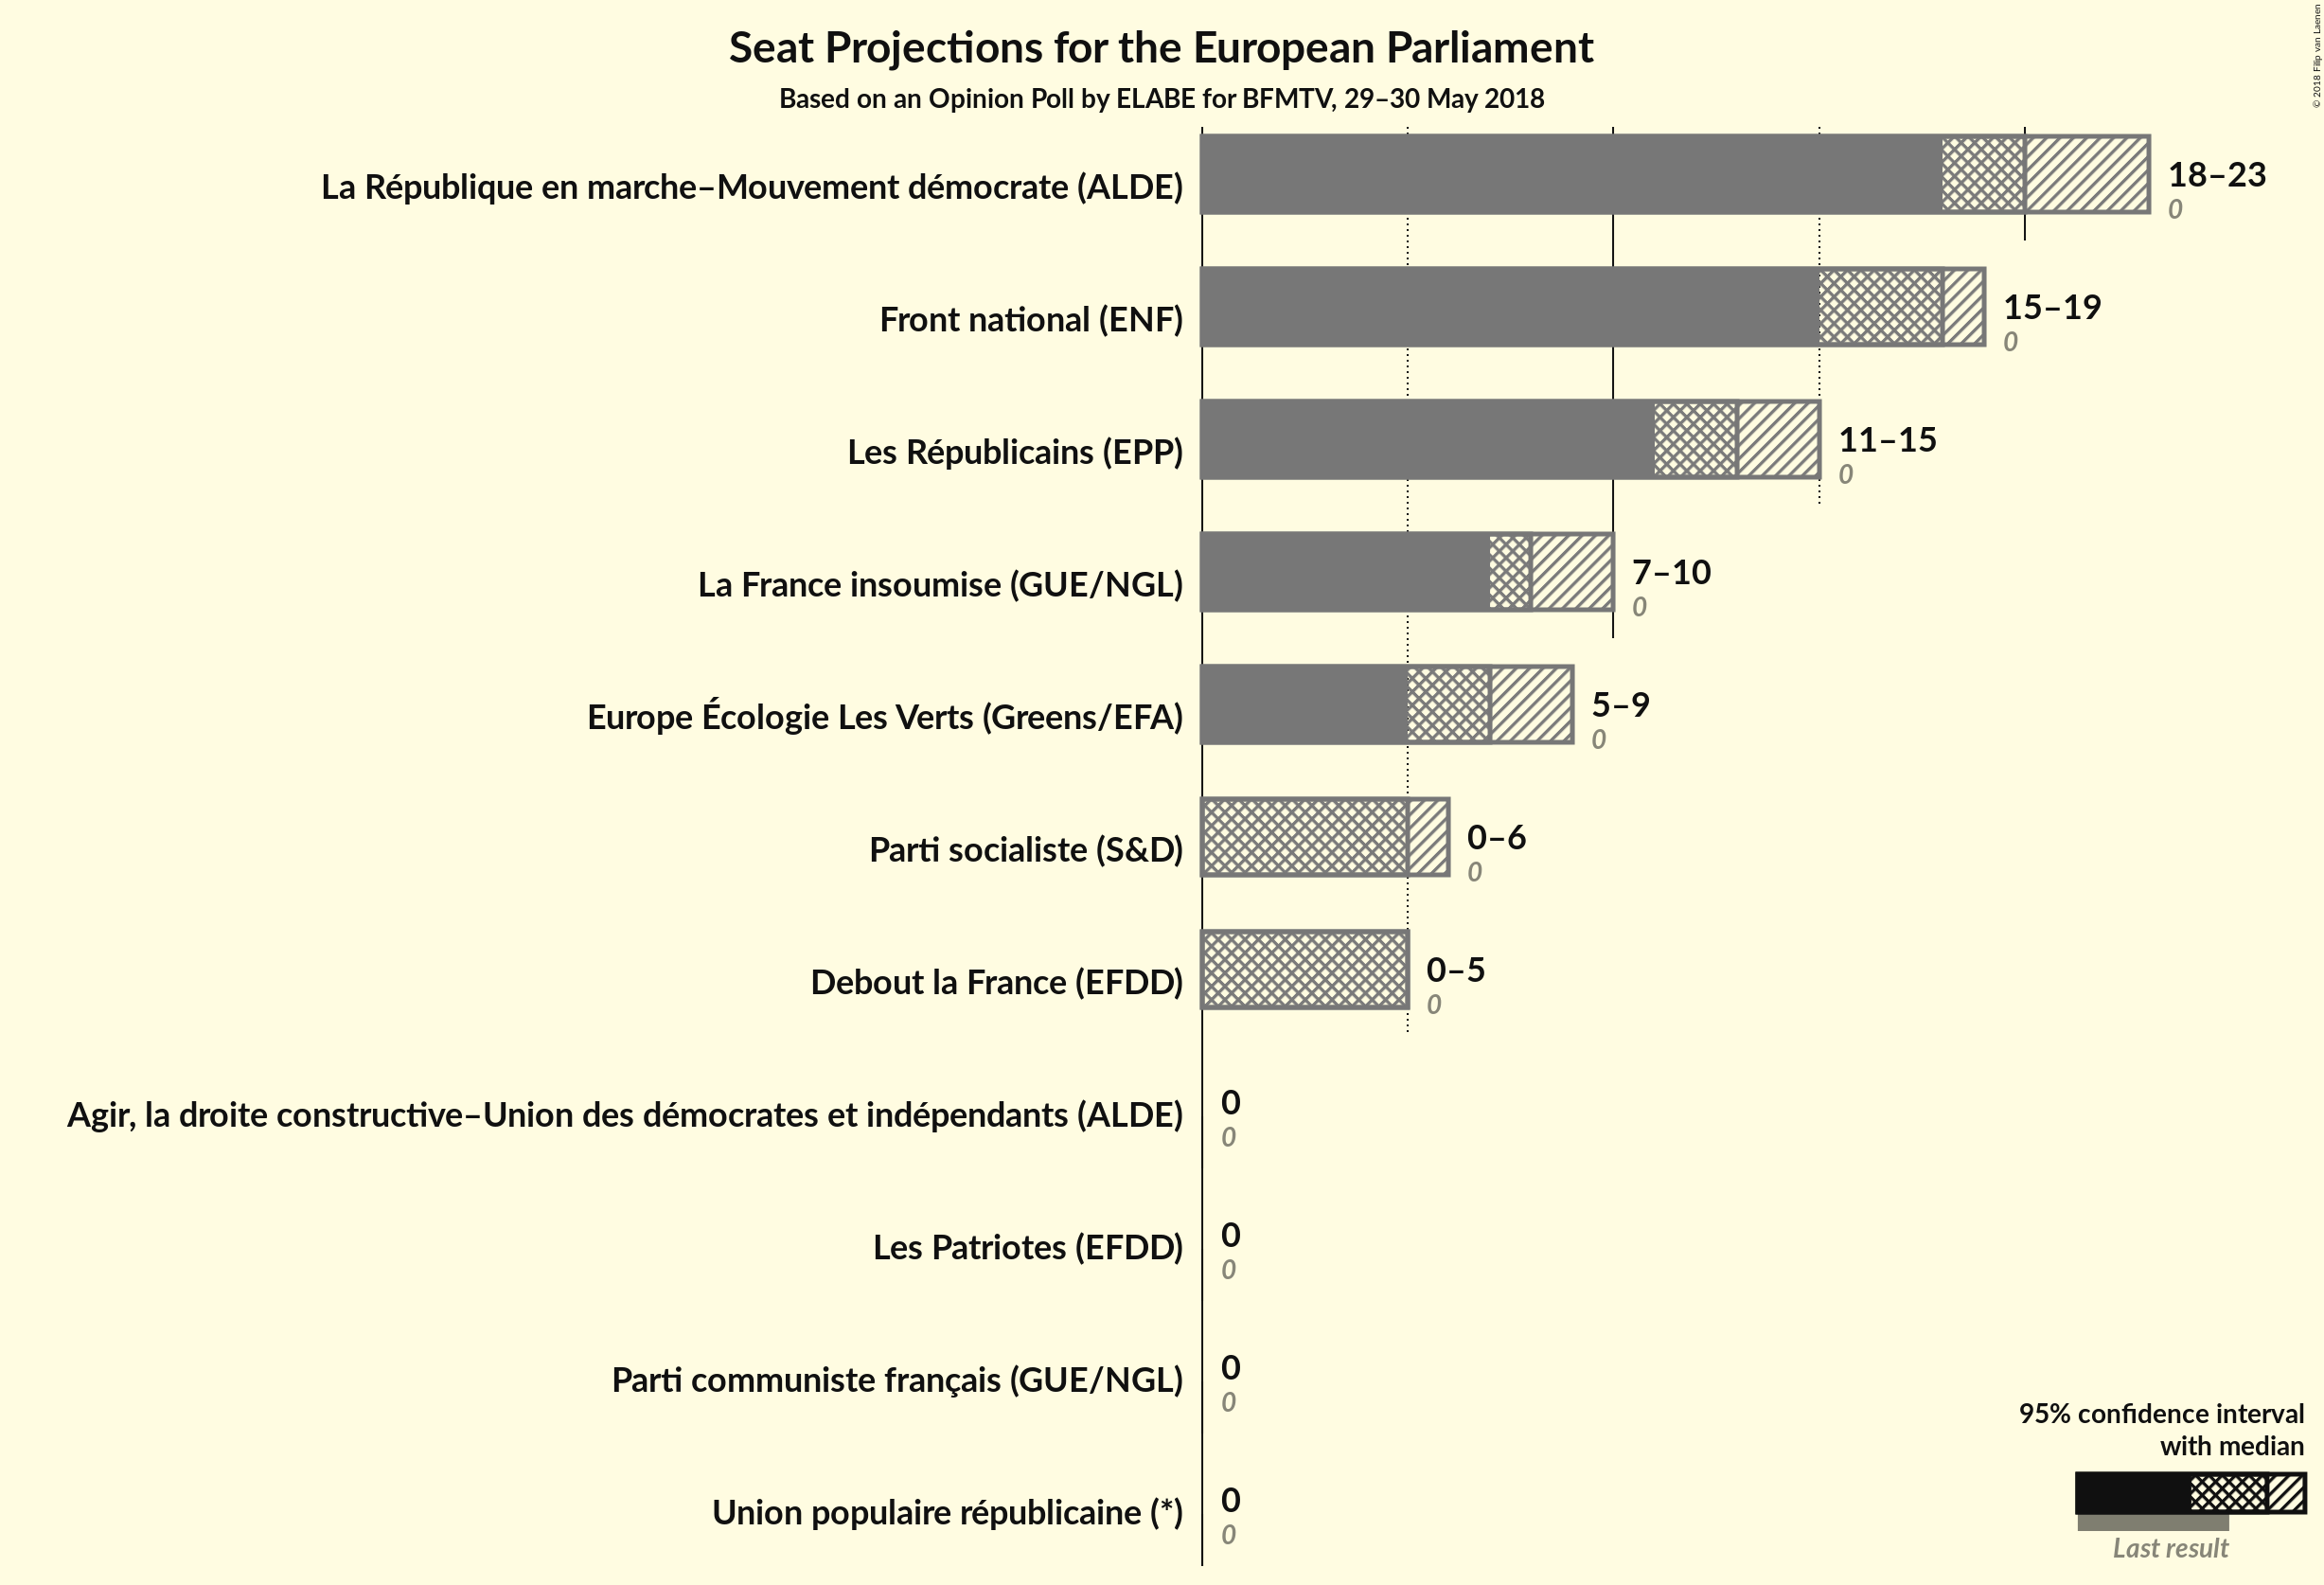 Seat Projections for the European Parliament
Based on an Opinion Poll by ELABE for BFMTV, 29–30 May 2018
© 2018 Filip van Laenen
La République en marche–Mouvement démocrate (ALDE)
18–23
0
Front national (ENF)
15–19
0
Les Républicains (EPP)
11–15
0
La France insoumise (GUE/NGL)
7–10
0
Europe Écologie Les Verts (Greens/EFA)
5–9
0
Parti socialiste (S&D)
0–6
0
Debout la France (EFDD)
0–5
0
Agir, la droite constructive–Union des démocrates et indépendants (ALDE)
0
0
Les Patriotes (EFDD)
0
0
Parti communiste français (GUE/NGL)
0
0
Union populaire républicaine (*)
0
0
95% confidence interval
with median
Last result